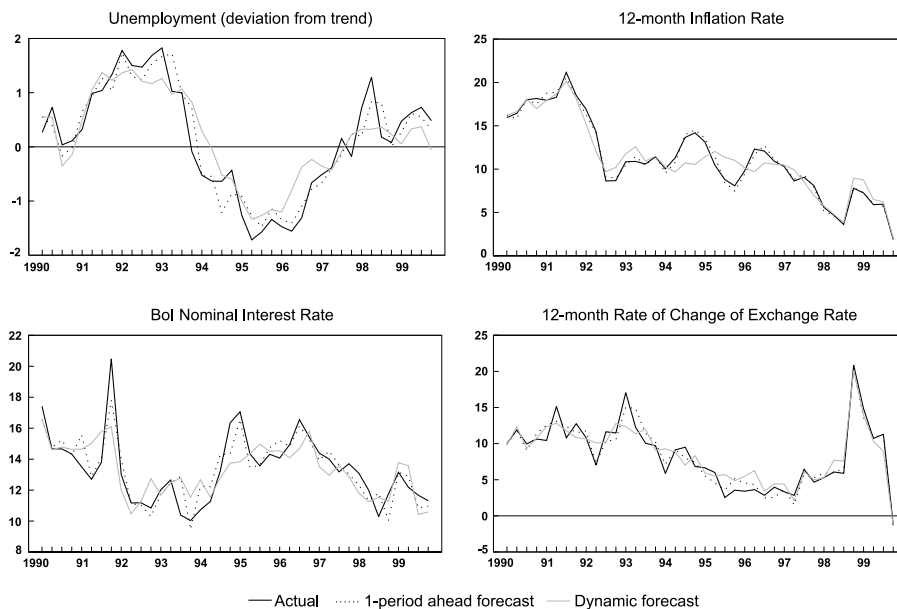 Unemployment (deviation from trend)
2
1
0
-1
-2
1990 91 92 93 94 95 96 97 98 99
12-month Inflation Rate
25
20
15
10
5
0
1990 91 92 93 94 95 96 97 98 99
BoI Nominal Interest Rate
22
20
18
16
14
12
10
8
1990 91 92 93 94 95 96 97 98 99
12-month Rate of Change of Exchange Rate
25
20
15
10
5
0
-5
1990 91 92 93 94 95 96 97 98 99
Actual 1-period ahead forecast Dynamic forecast